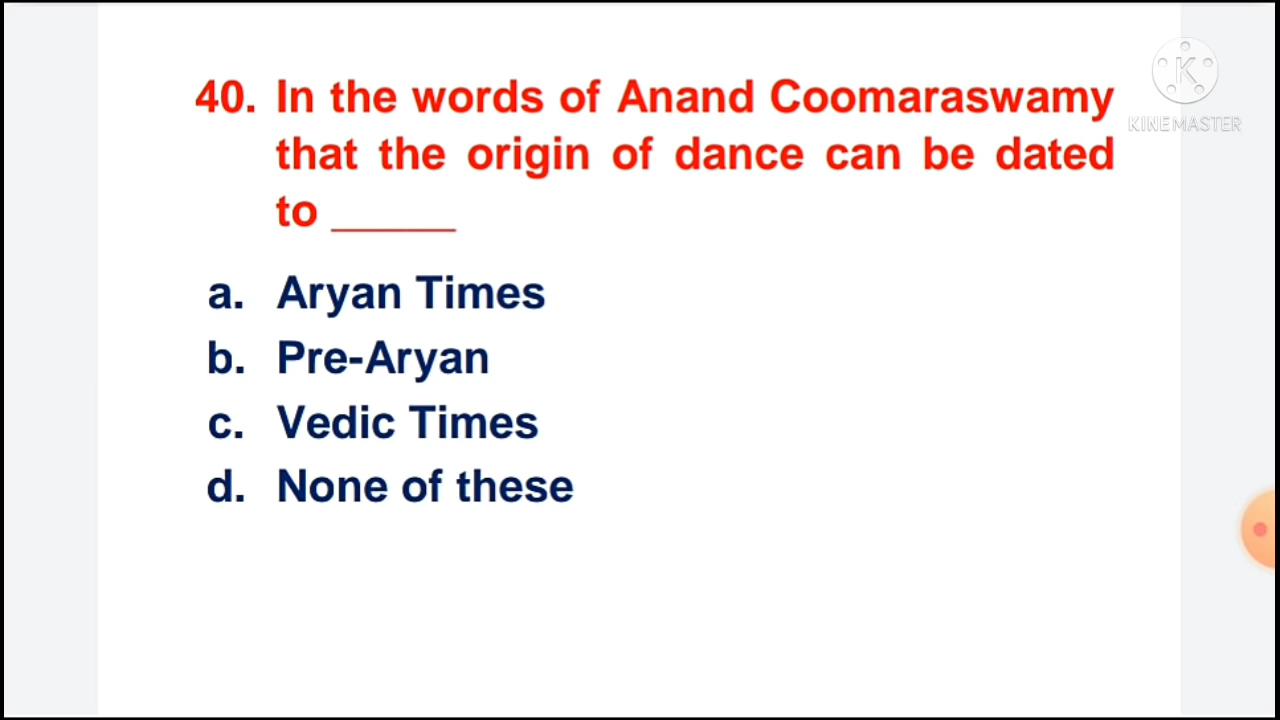 40. In the words of Anand Coomaraswamy
that the origin of dance can be dated
to _____
a. Aryan Times
b. Pre-Aryan
c. Vedic Times
d. None of these
K
KINEMASTER